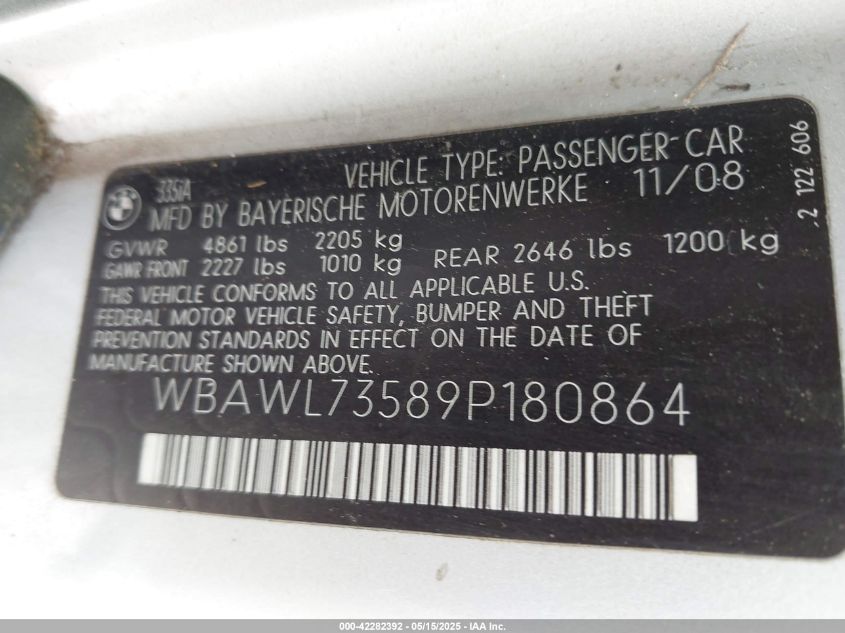 335iA VEHICLE TYPE: PASSENGER CAR
MFD BY BAYERISCHE MOTORENWERKE 11/08
GVWR 4861 lbs 2205 kg
GAWR FRONT 2227 lbs 1010 kg REAR 2646 lbs 1200 kg
THIS VEHICLE CONFORMS TO ALL APPLICABLE U.S.
FEDERAL MOTOR VEHICLE SAFETY, BUMPER AND THEFT
PREVENTION STANDARDS IN EFFECT ON THE DATE OF
MANUFACTURE SHOWN ABOVE.
WBAWL73589P180864
2 122 606
000-42282392 - 05/15/2025 - IAA Inc.